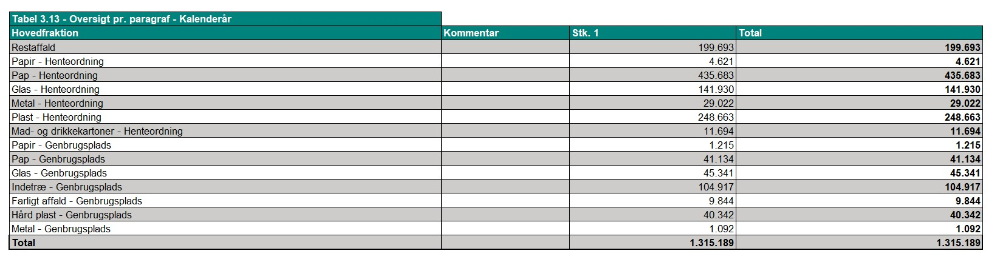 Tabel 3.13 - Oversigt pr. paragraf - Kalenderår
Hovedfraktion Kommentar Stk. 1 Total
Restaffald 199.693 199.693
Papir - Henteordning 4.621 4.621
Pap - Henteordning 435.683 435.683
Glas - Henteordning 141.930 141.930
Metal - Henteordning 29.022 29.022
Plast - Henteordning 248.663 248.663
Mad- og drikkekartoner - Henteordning 11.694 11.694
Papir - Genbrugsplads 1.215 1.215
Pap - Genbrugsplads 41.134 41.134
Glas - Genbrugsplads 45.341 45.341
Indetræ - Genbrugsplads 104.917 104.917
Farligt affald - Genbrugsplads 9.844 9.844
Hård plast - Genbrugsplads 40.342 40.342
Metal - Genbrugsplads 1.092 1.092
Total 1.315.189 1.315.189